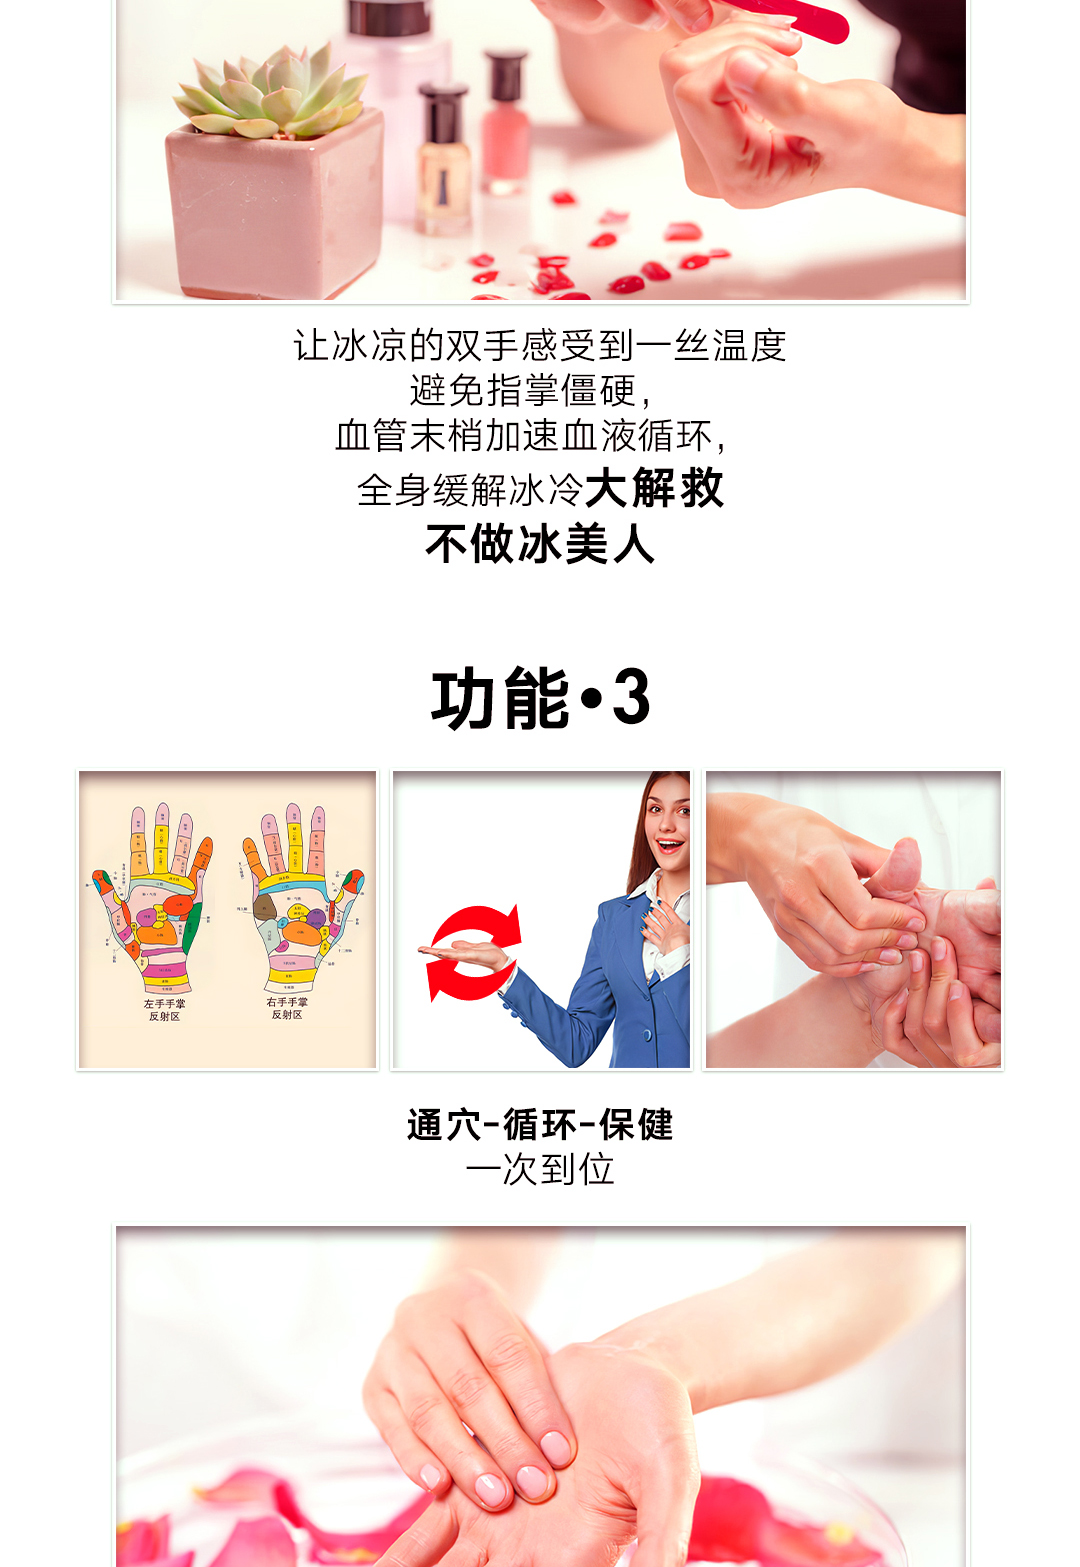 让冰凉的双手感受到一丝温度
避免指掌僵硬，
血管末梢加速血液循环，
全身缓解冰冷大解救
不做冰美人
功能·3
左手手掌
反射区
右手手掌
反射区
通穴-循环-保健
一次到位